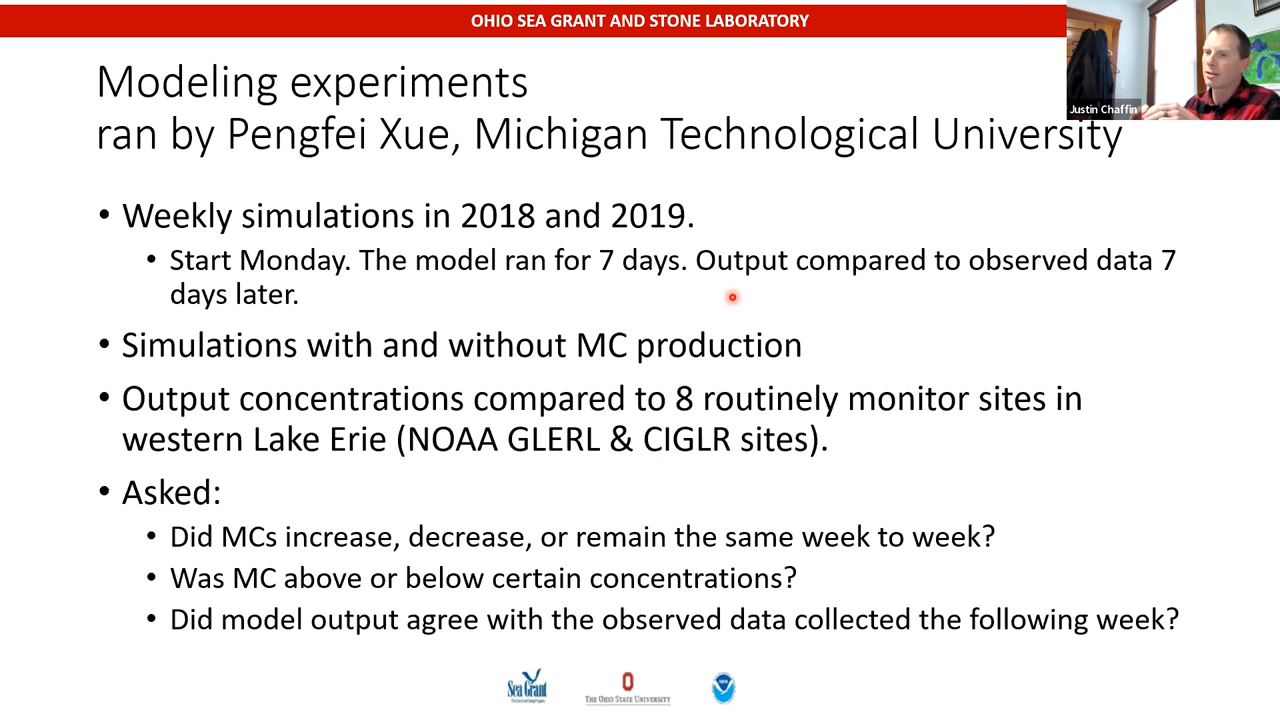 OHIO SEA GRANT AND STONE LABORATORY
Justin Chaffin
Modeling experiments
ran by Pengfei Xue, Michigan Technological University
• Weekly simulations in 2018 and 2019.
• Start Monday. The model ran for 7 days. Output compared to observed data 7
days later.
• Simulations with and without MC production
• Output concentrations compared to 8 routinely monitor sites in
western Lake Erie (NOAA GLERL & CIGLR sites).
• Asked:
• Did MCs increase, decrease, or remain the same week to week?
• Was MC above or below certain concentrations?
• Did model output agree with the observed data collected the following week?
Sea Grant
THE OHIO STATE UNIVERSITY